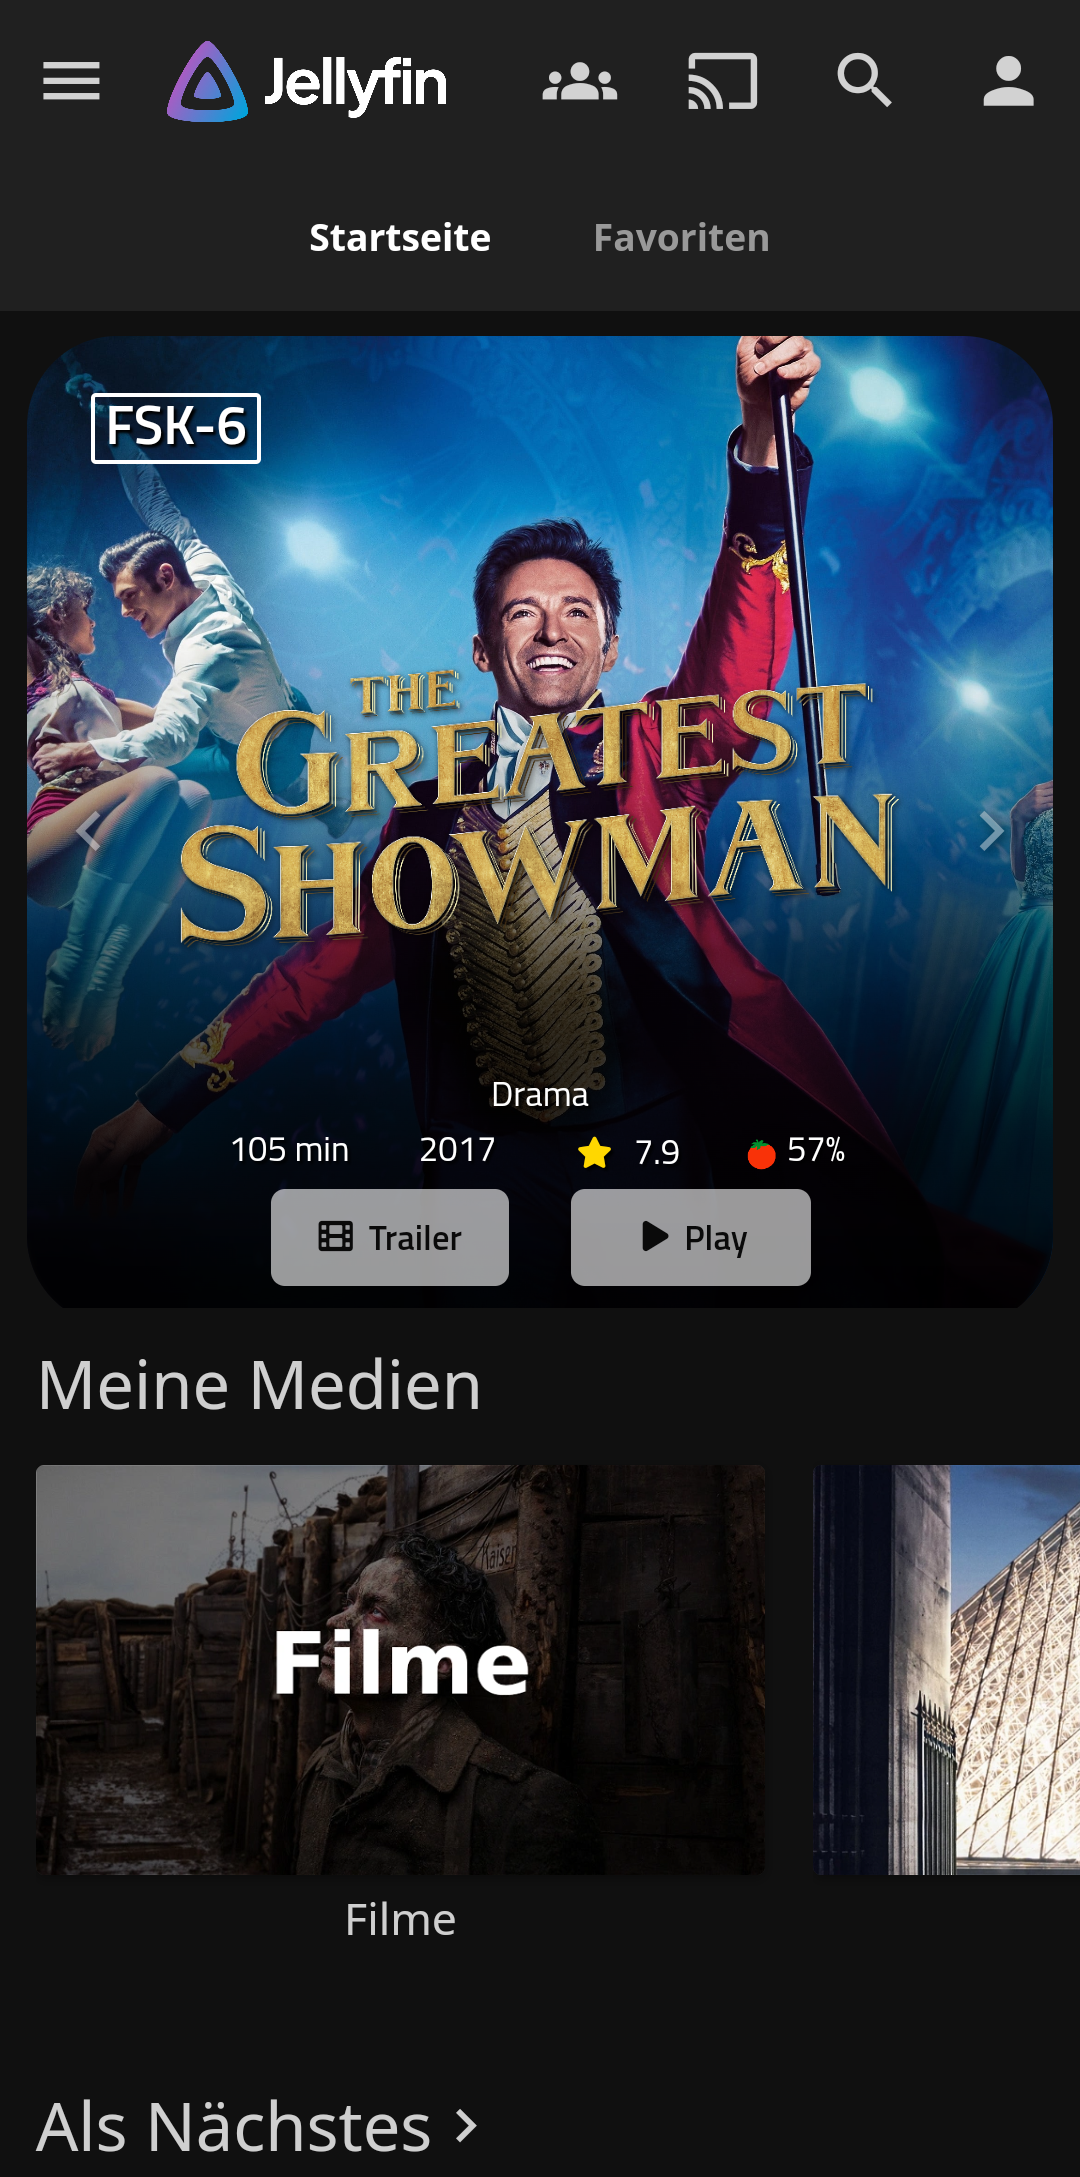 Jellyfin
Startseite Favoriten
FSK-6
THE
GREATEST
SHOWMAN
Drama
105 min 2017 7.9 57%
Trailer Play
Meine Medien
Kaiser
Filme
Filme
Als Nächstes